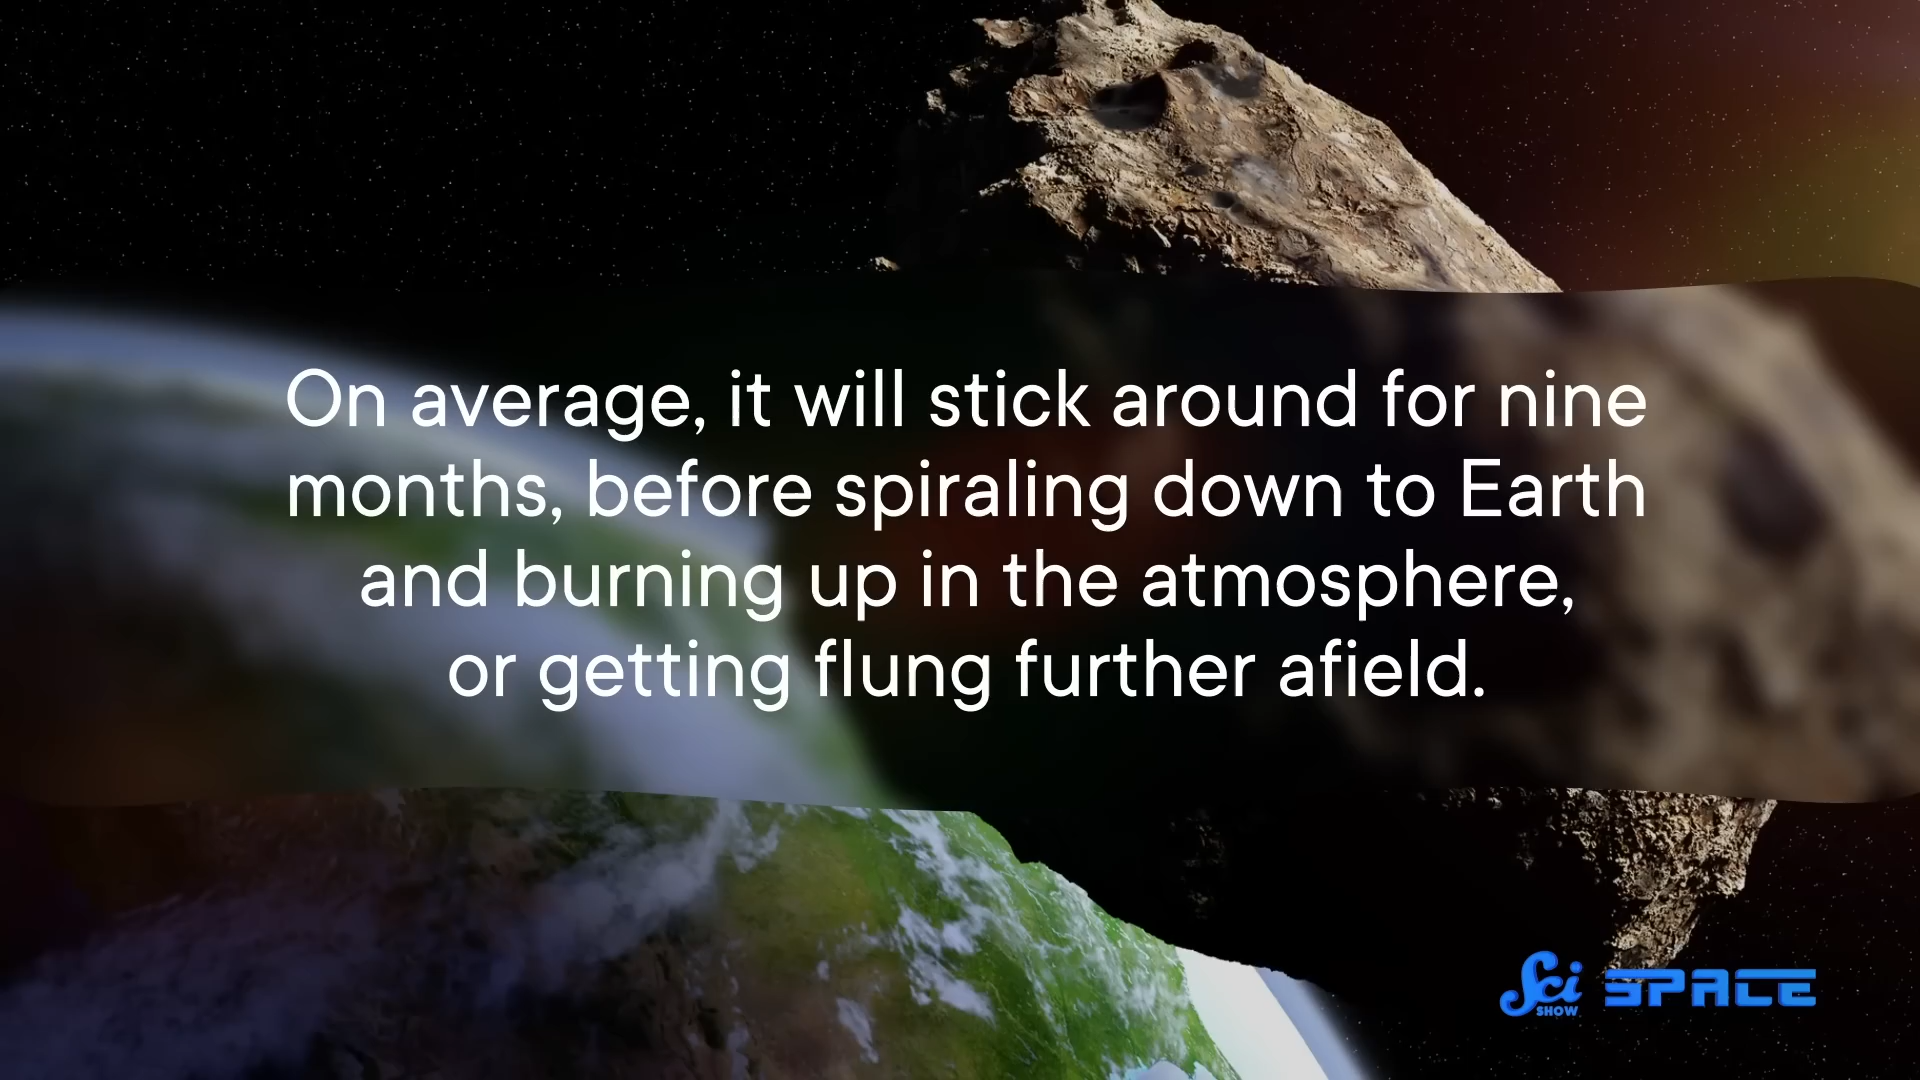 On average, it will stick around for nine
months, before spiraling down to Earth
and burning up in the atmosphere,
or getting flung further afield.
Sci SHOW SPACE